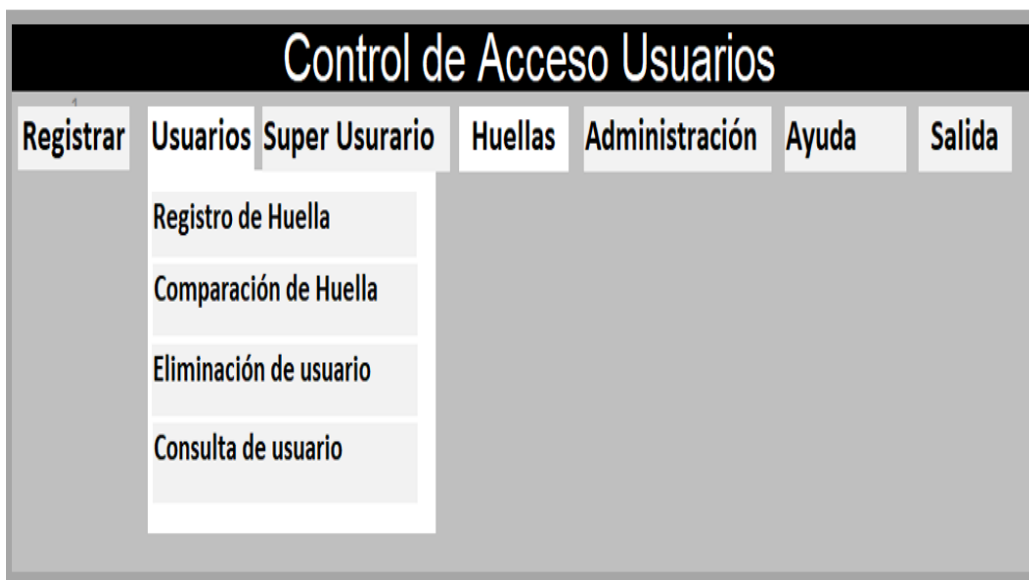 Control de Acceso Usuarios
1
Registrar Usuarios Super Usurario Huellas Administración Ayuda Salida
Registro de Huella
Comparación de Huella
Eliminación de usuario
Consulta de usuario